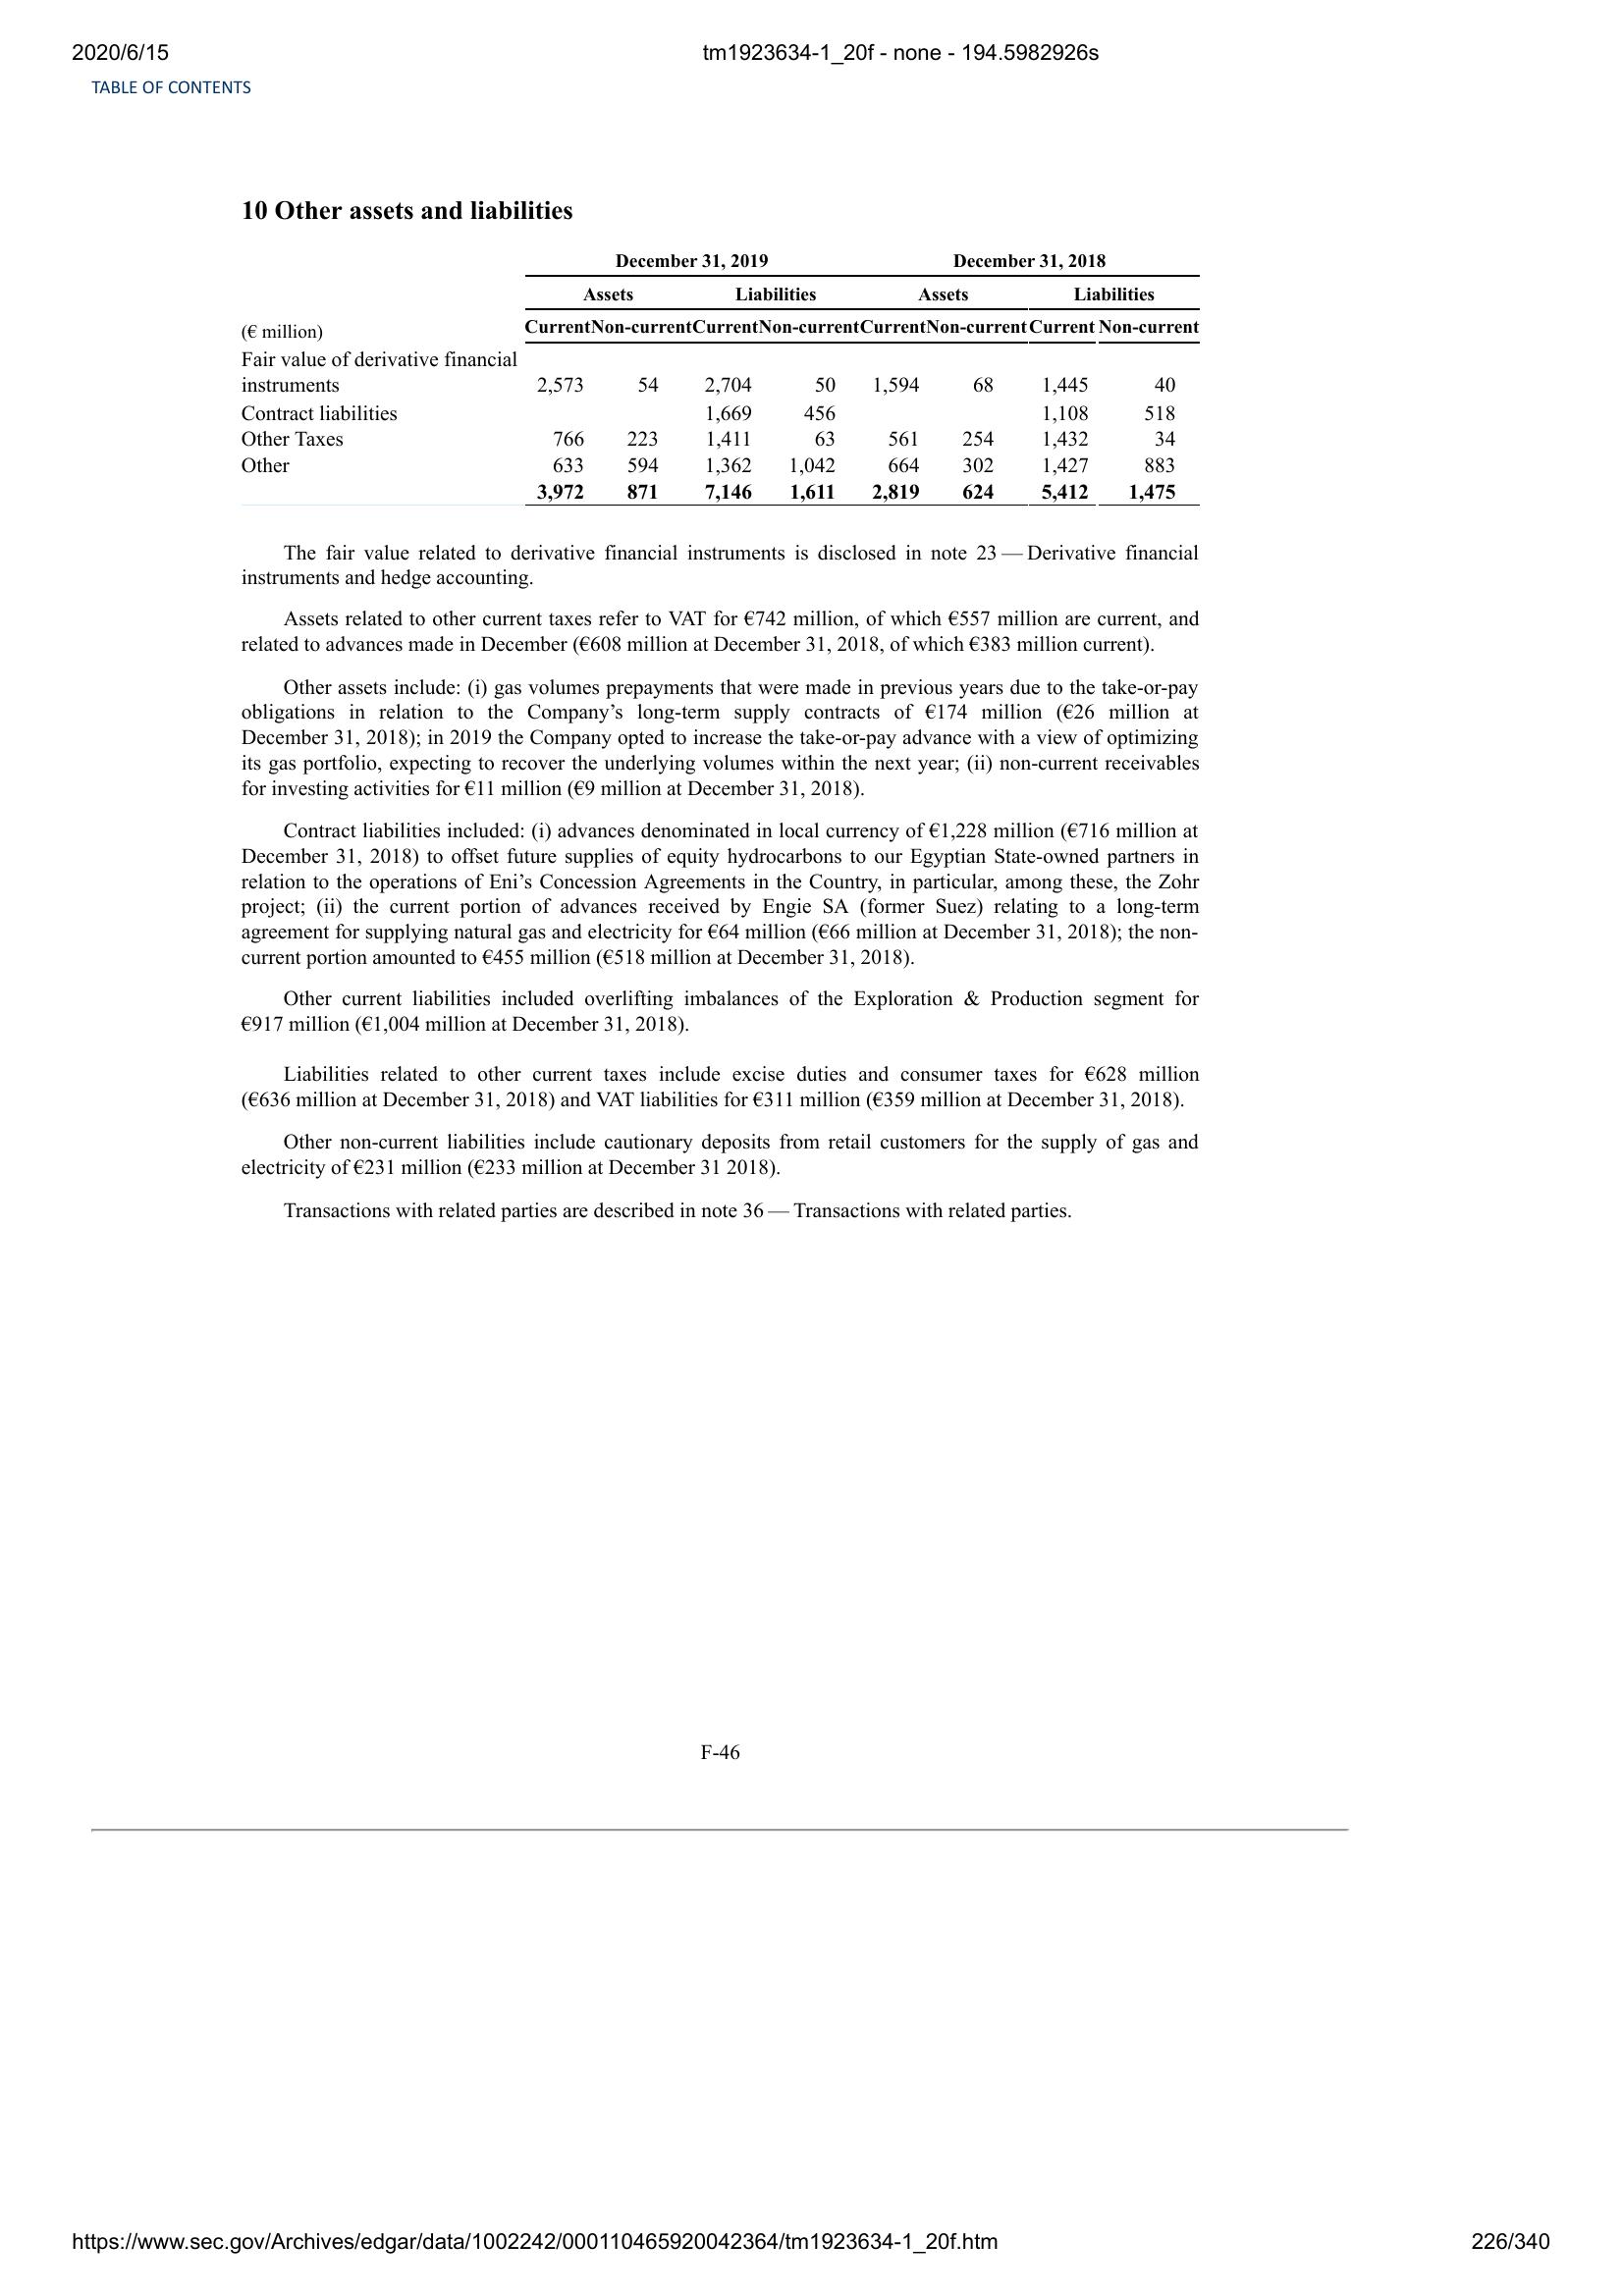 2020/6/15 tm1923634-1_20f - none - 194.5982926s
TABLE OF CONTENTS
10 Other assets and liabilities
December 31, 2019 December 31, 2018
Assets Liabilities Assets Liabilities
(€ million) Current Non-current Current Non-current Current Non-current Current Non-current
Fair value of derivative financial
instruments 2,573 54 2,704 50 1,594 68 1,445 40
Contract liabilities 1,669 456 1,108 518
Other Taxes 766 223 1,411 63 561 254 1,432 34
Other 633 594 1,362 1,042 664 302 1,427 883
3,972 871 7,146 1,611 2,819 624 5,412 1,475
The fair value related to derivative financial instruments is disclosed in note 23 — Derivative financial
instruments and hedge accounting.
Assets related to other current taxes refer to VAT for €742 million, of which €557 million are current, and
related to advances made in December (€608 million at December 31, 2018, of which €383 million current).
Other assets include: (i) gas volumes prepayments that were made in previous years due to the take-or-pay
obligations in relation to the Company’s long-term supply contracts of €174 million (€26 million at
December 31, 2018); in 2019 the Company opted to increase the take-or-pay advance with a view of optimizing
its gas portfolio, expecting to recover the underlying volumes within the next year; (ii) non-current receivables
for investing activities for €11 million (€9 million at December 31, 2018).
Contract liabilities included: (i) advances denominated in local currency of €1,228 million (€716 million at
December 31, 2018) to offset future supplies of equity hydrocarbons to our Egyptian State-owned partners in
relation to the operations of Eni’s Concession Agreements in the Country, in particular, among these, the Zohr
project; (ii) the current portion of advances received by Engie SA (former Suez) relating to a long-term
agreement for supplying natural gas and electricity for €64 million (€66 million at December 31, 2018); the non-
current portion amounted to €455 million (€518 million at December 31, 2018).
Other current liabilities included overlifting imbalances of the Exploration & Production segment for
€917 million (€1,004 million at December 31, 2018).
Liabilities related to other current taxes include excise duties and consumer taxes for €628 million
(€636 million at December 31, 2018) and VAT liabilities for €311 million (€359 million at December 31, 2018).
Other non-current liabilities include cautionary deposits from retail customers for the supply of gas and
electricity of €231 million (€233 million at December 31 2018).
Transactions with related parties are described in note 36 — Transactions with related parties.
F-46
https://www.sec.gov/Archives/edgar/data/1002242/000110465920042364/tm1923634-1_20f.htm 226/340